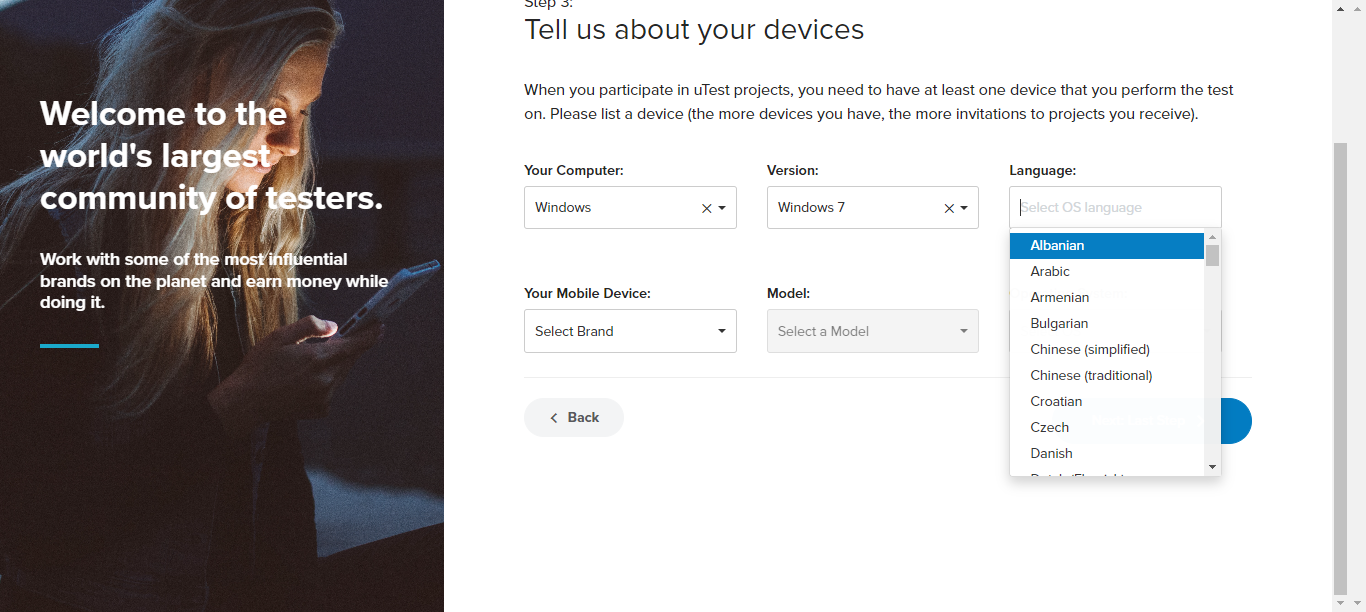 Welcome to the
world's largest
community of testers.
Work with some of the most influential
brands on the planet and earn money while
doing it.
Step 3:
Tell us about your devices
When you participate in uTest projects, you need to have at least one device that you perform the test
on. Please list a device (the more devices you have, the more invitations to projects you receive).
Your Computer:
Windows
Version:
Windows 7
Language:
Select OS language
Albanian
Arabic
Armenian
Bulgarian
Chinese (simplified)
Chinese (traditional)
Croatian
Czech
Danish
Your Mobile Device:
Select Brand
Model:
Select a Model
Back